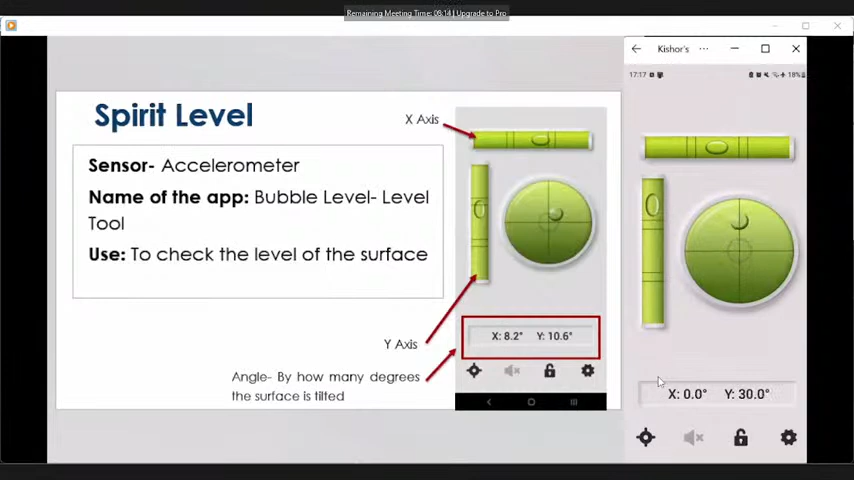 Remaining Meeting Time: 08:14 | Upgrade to Pro
Kishor's ...
17:17
18%
Spirit Level
X Axis
Sensor- Accelerometer
Name of the app: Bubble Level- Level
Tool
Use: To check the level of the surface
Y Axis
X: 8.2° Y: 10.6°
Angle- By how many degrees
the surface is tilted
X: 0.0° Y: 30.0°